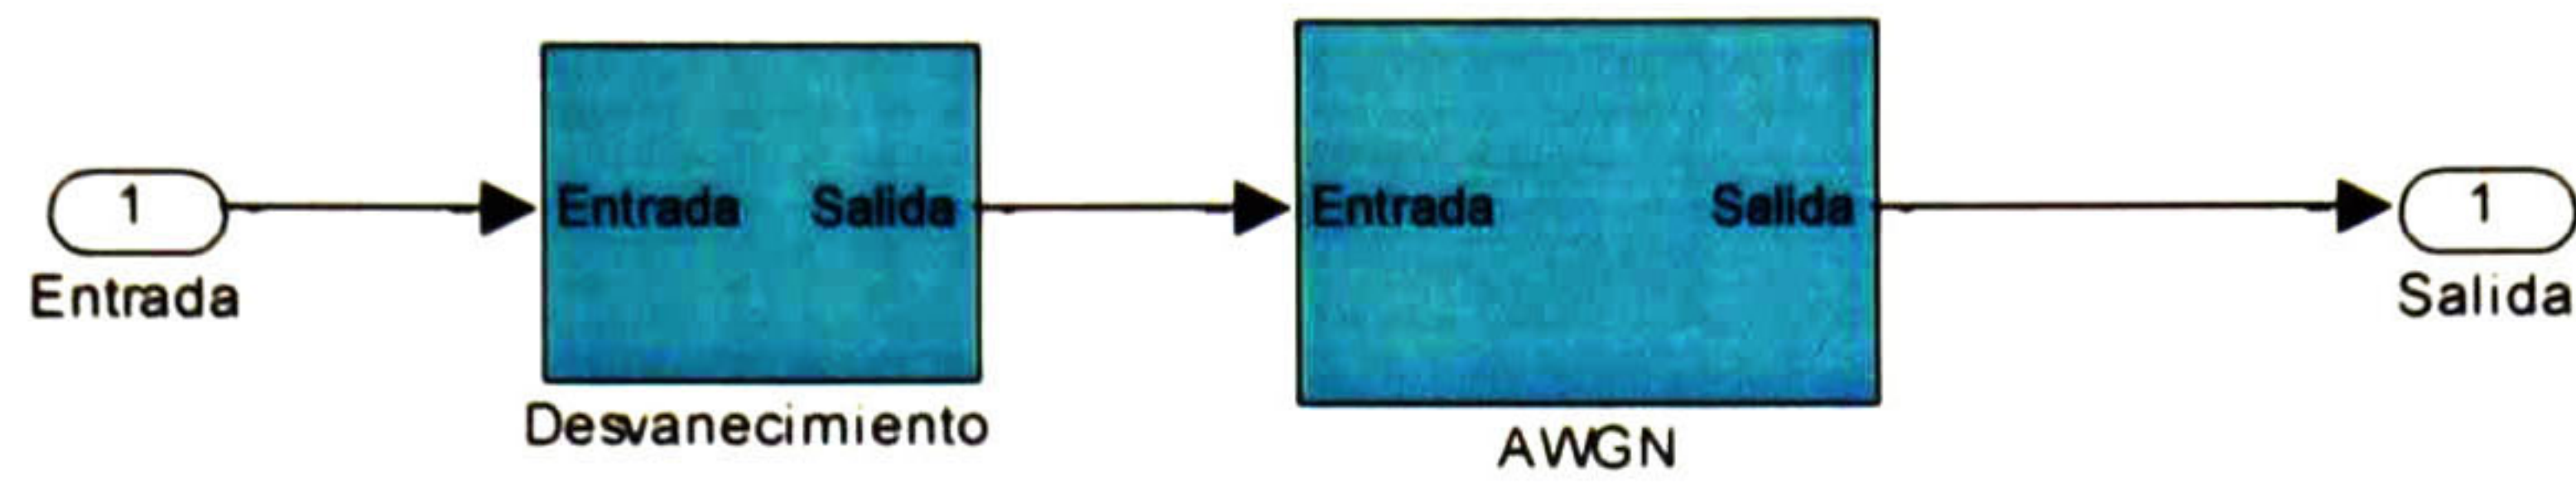 1
Entrada
Entrada Salida
Desvanecimiento
Entrada Salida
AWGN
1
Salida